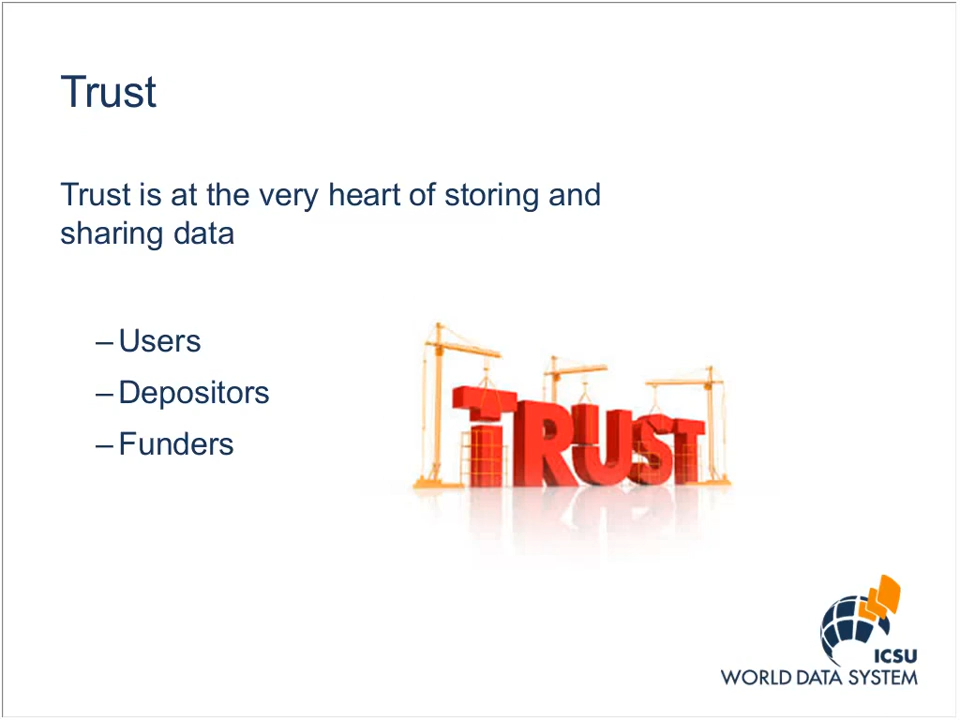 Trust
Trust is at the very heart of storing and
sharing data
– Users
– Depositors
– Funders
TRUST
ICSU
WORLD DATA SYSTEM